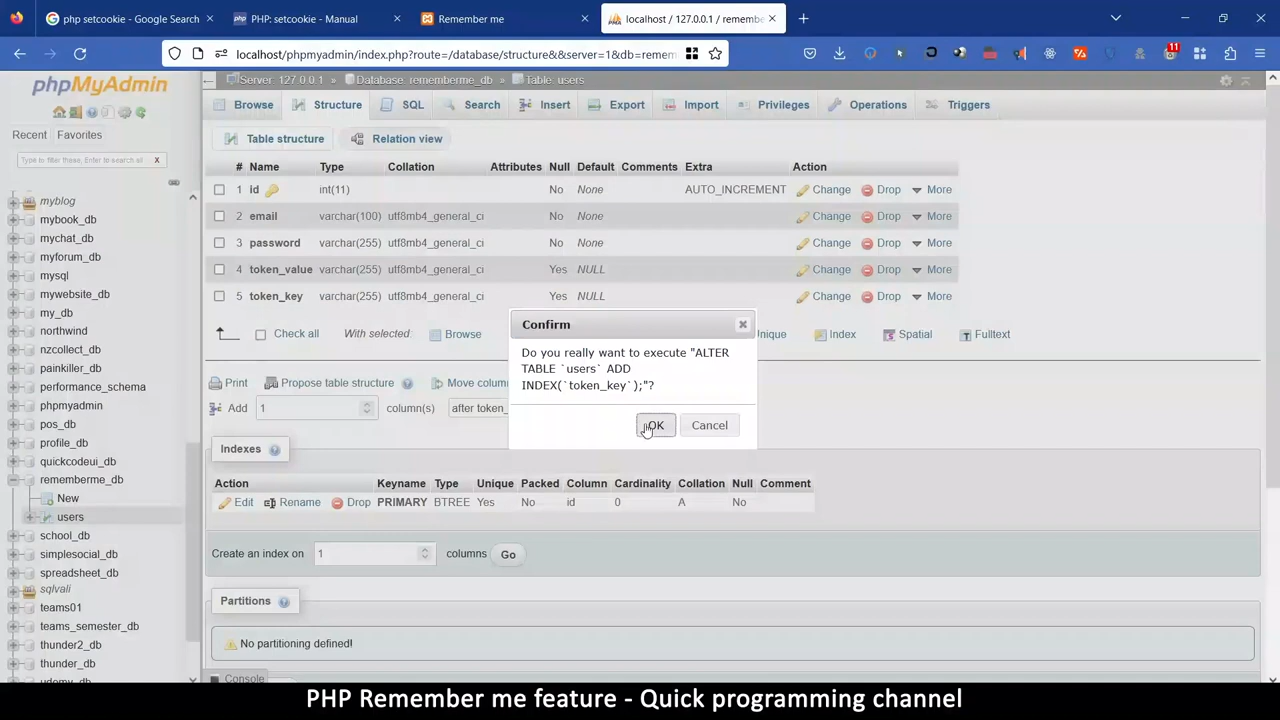 php setcookie - Google Search
PHP: setcookie - Manual
Remember me
localhost / 127.0.0.1 / rememb
localhost/phpmyadmin/index.php?route=/database/structure&&server=1&db=remem
11
phpMyAdmin
Server: 127.0.0.1 » Database: rememberme_db » Table: users
Browse Structure SQL Search Insert Export Import Privileges Operations Triggers
Recent Favorites
Type to filter these, Enter to search all X
Table structure Relation view
# Name Type Collation Attributes Null Default Comments Extra Action
1 id int(11) No None AUTO_INCREMENT Change Drop More
2 email varchar(100) utf8mb4_general_ci No None Change Drop More
3 password varchar(255) utf8mb4_general_ci No None Change Drop More
4 token_value varchar(255) utf8mb4_general_ci Yes NULL Change Drop More
5 token_key varchar(255) utf8mb4_general_ci Yes NULL Change Drop More
Check all With selected: Browse nique Index Spatial Fulltext
Print Propose table structure Move colum
Add 1 column(s) after token_
Confirm
Do you really want to execute "ALTER
TABLE `users` ADD
INDEX(`token_key`);"?
OK Cancel
Indexes
Action Keyname Type Unique Packed Column Cardinality Collation Null Comment
Edit Rename Drop PRIMARY BTREE Yes No id 0 A No
Create an index on 1 columns Go
Partitions
No partitioning defined!
Console
myblog
mybook_db
mychat_db
myforum_db
mysql
mywebsite_db
my_db
northwind
nzcollect_db
painkiller_db
performance_schema
phpmyadmin
pos_db
profile_db
quickcodeui_db
rememberme_db
New
users
school_db
simplesocial_db
spreadsheet_db
sqlvali
teams01
teams_semester_db
thunder2_db
thunder_db
udemy_db
PHP Remember me feature - Quick programming channel